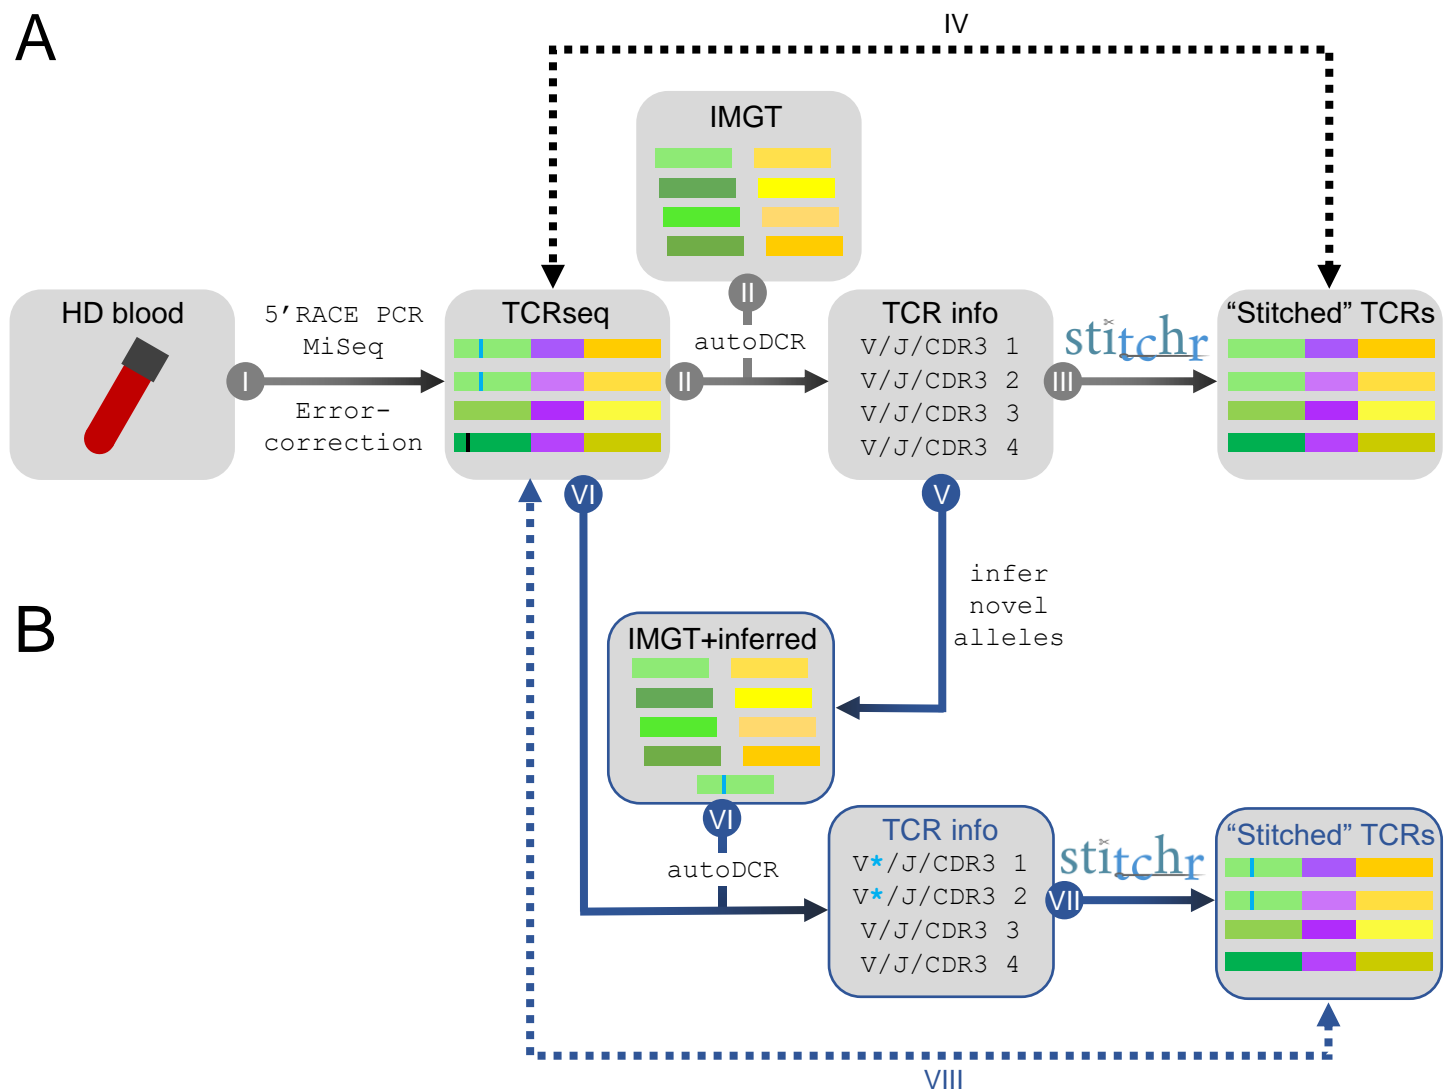 A
IV
IMGT
HD blood
5’RACE PCR
MiSeq
Error-
correction
I
TCRseq
II
II
autoDCR
TCR info
V/J/CDR3 1
V/J/CDR3 2
V/J/CDR3 3
V/J/CDR3 4
III
stitchr
“Stitched” TCRs
VI
V
infer
novel
alleles
B
IMGT+inferred
VI
autoDCR
TCR info
V*/J/CDR3 1
V*/J/CDR3 2
V/J/CDR3 3
V/J/CDR3 4
VII
stitchr
“Stitched” TCRs
VIII